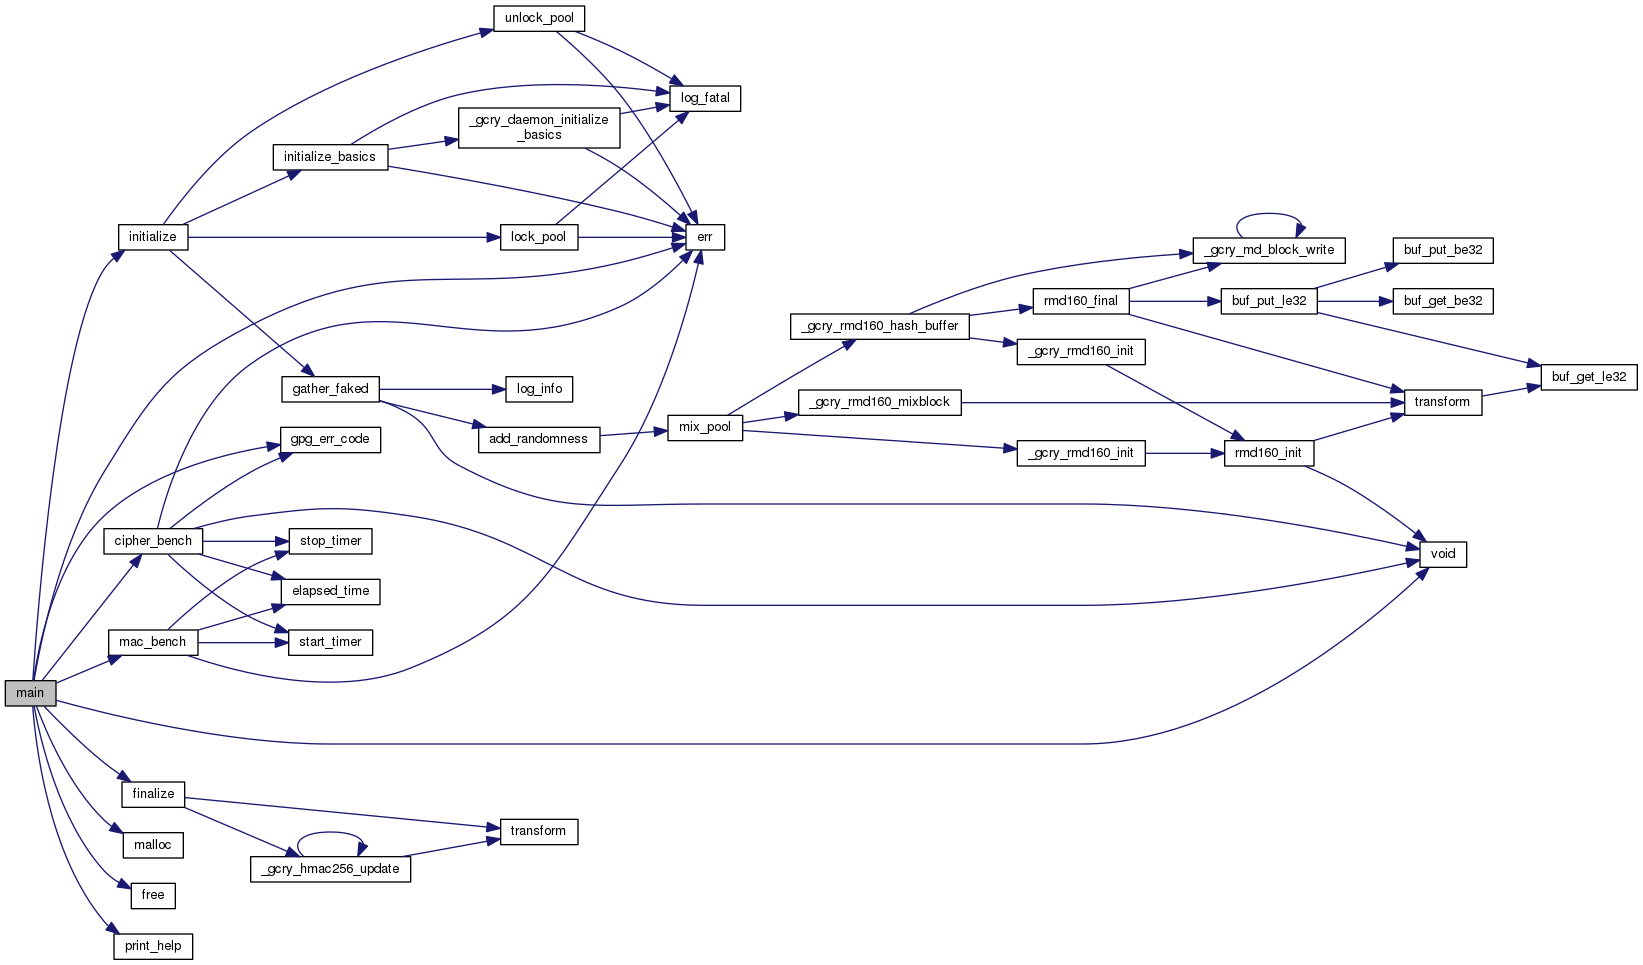 unlock_pool
log_fatal
_gcry_daemon_initialize
_basics
initialize_basics
initialize
lock_pool
err
_gcry_md_block_write
buf_put_be32
rmd160_final
buf_put_le32
buf_get_be32
_gcry_rmd160_hash_buffer
_gcry_rmd160_init
buf_get_le32
gather_faked
log_info
_gcry_rmd160_mixblock
transform
mix_pool
add_randomness
gpg_err_code
_gcry_rmd160_init
rmd160_init
cipher_bench
stop_timer
void
elapsed_time
mac_bench
start_timer
main
finalize
transform
malloc
_gcry_hmac256_update
free
print_help